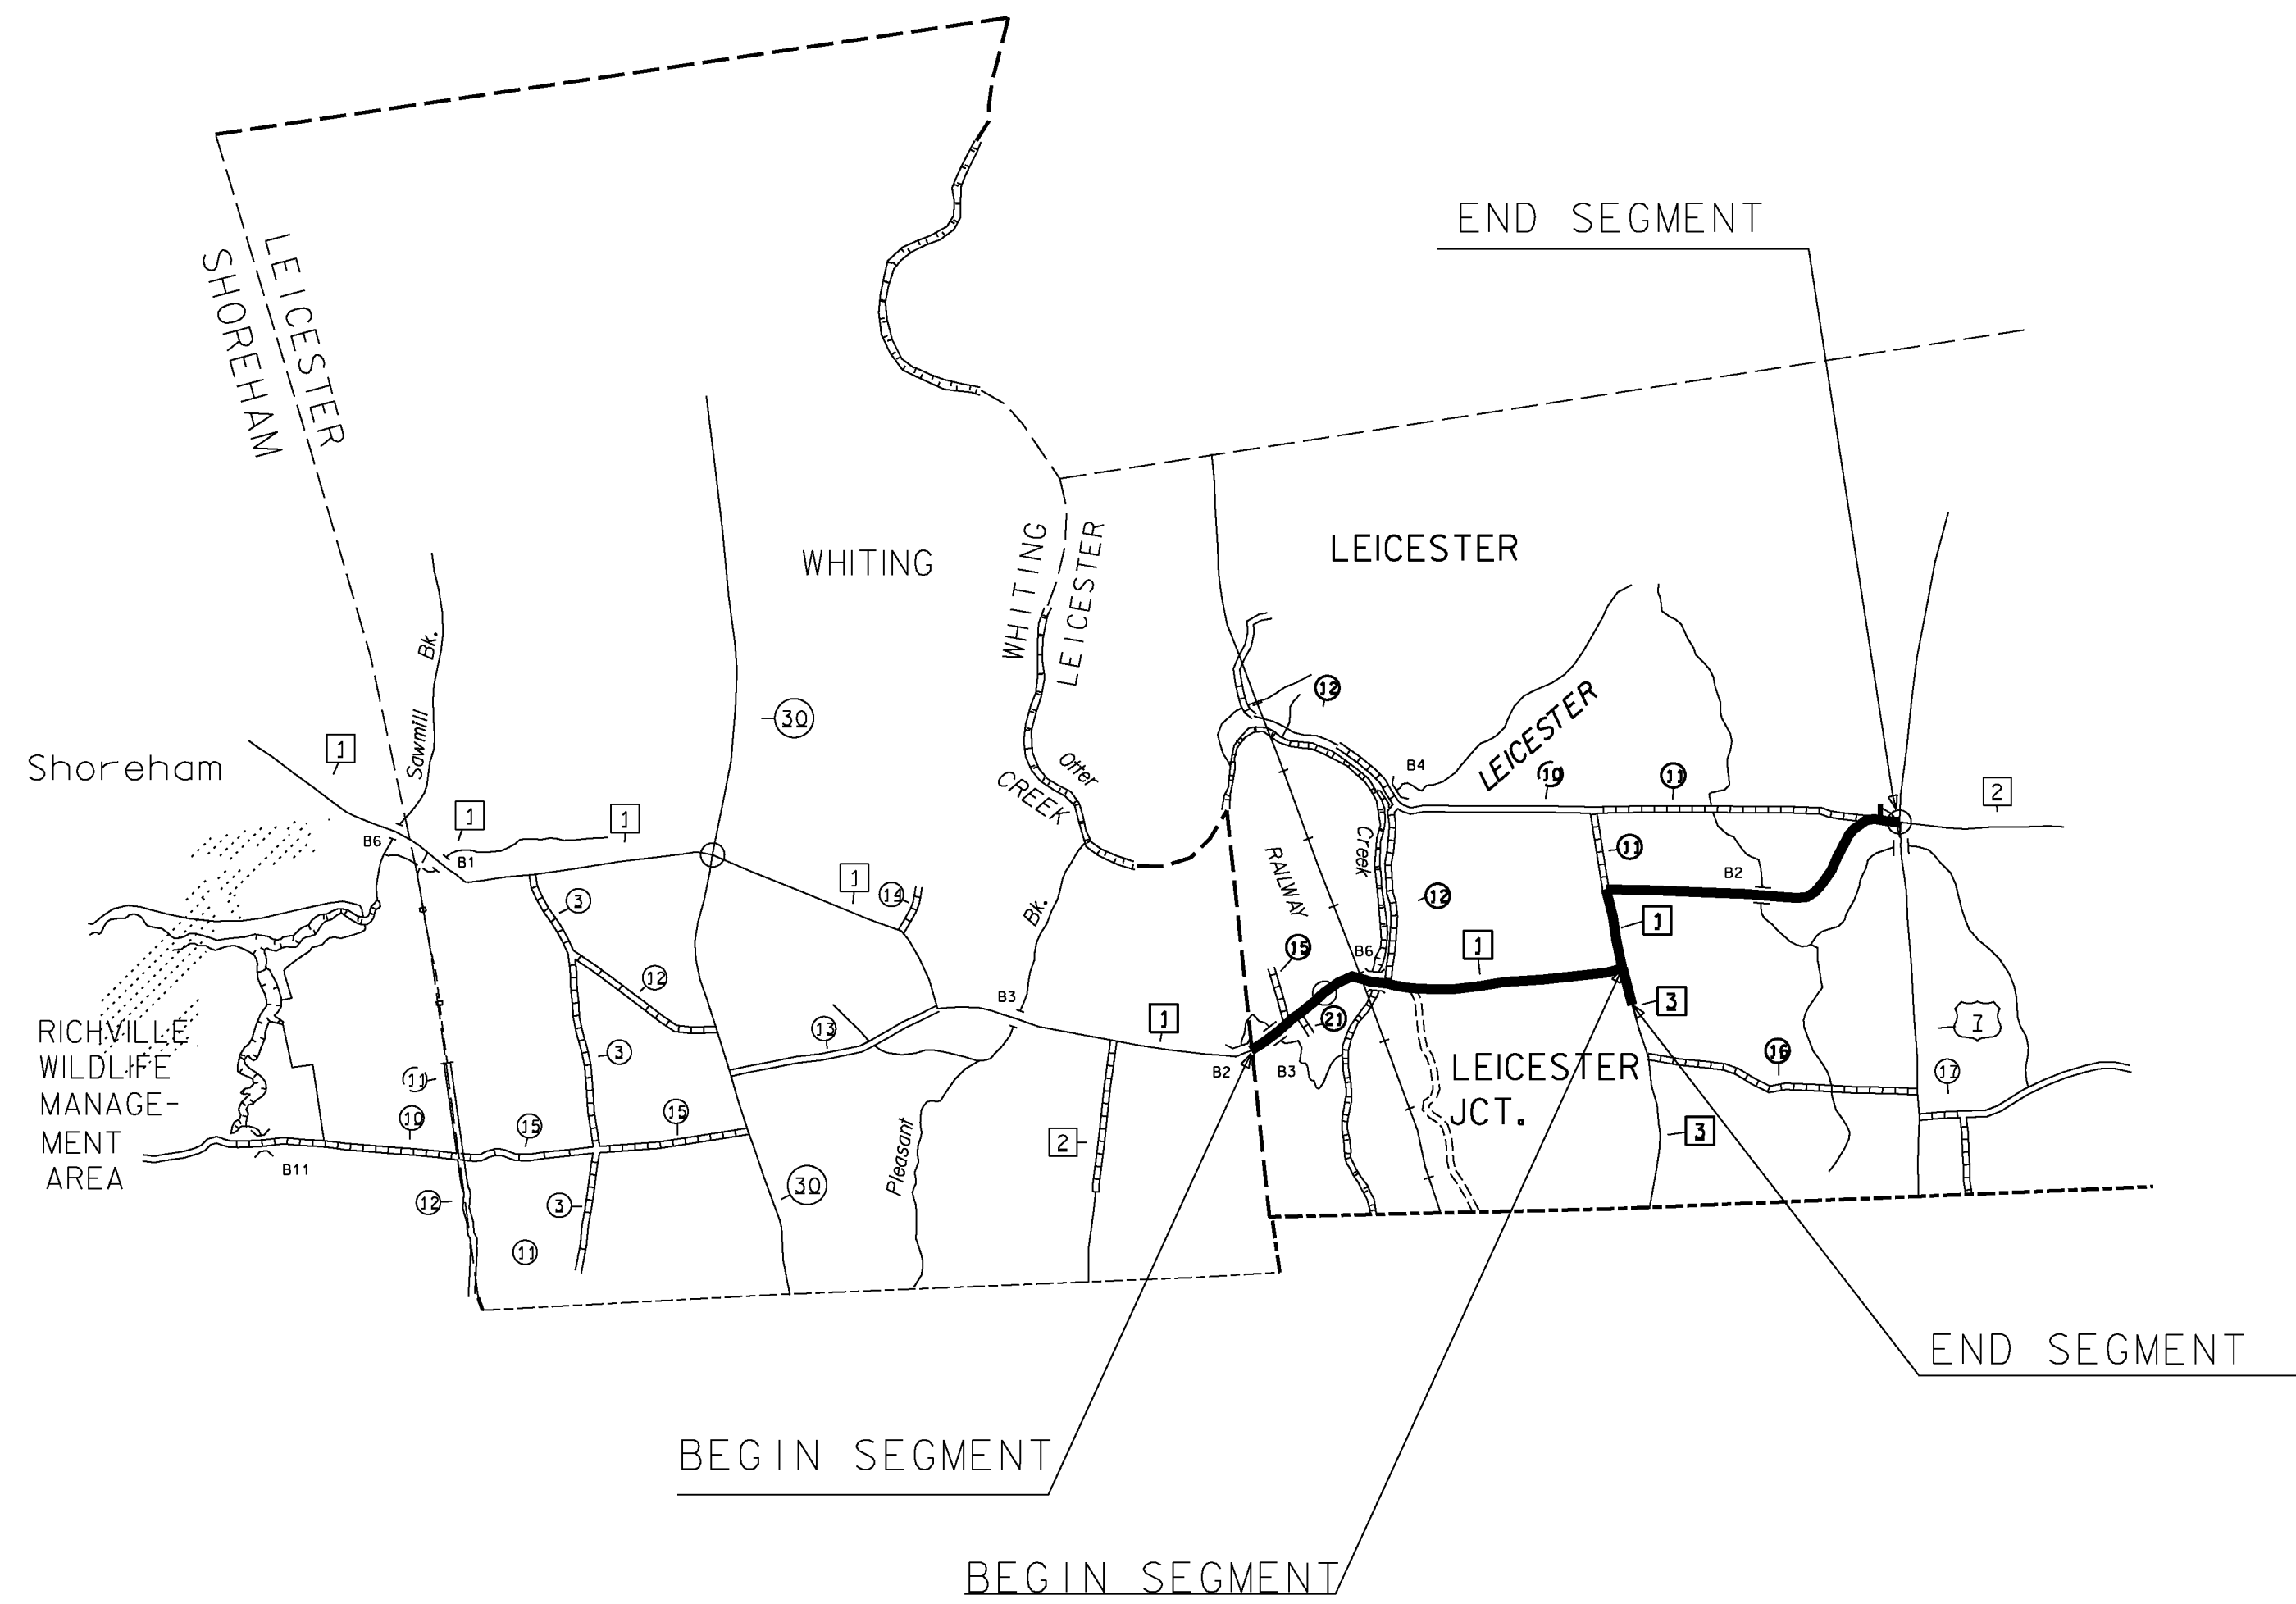 END SEGMENT
LEICESTER
SHOREHAM
WHITING
LEICESTER
WHITING
LEICESTER
Sawmill Bk.
30
12
LEICESTER
Otter
CREEK
Shoreham
1
1
1
B6
B1
B4
10
11
2
Creek
RAILWAY
11
B2
1
14
3
12
Bk.
12
15
B6
1
1
3
B3
1
21
13
3
B2
B3
7
RICHVILLE
WILDLIFE
MANAGE-
MENT
AREA
LEICESTER
JCT.
16
17
11
10
15
15
2
3
Pleasant
B11
12
3
30
11
END SEGMENT
BEGIN SEGMENT
BEGIN SEGMENT